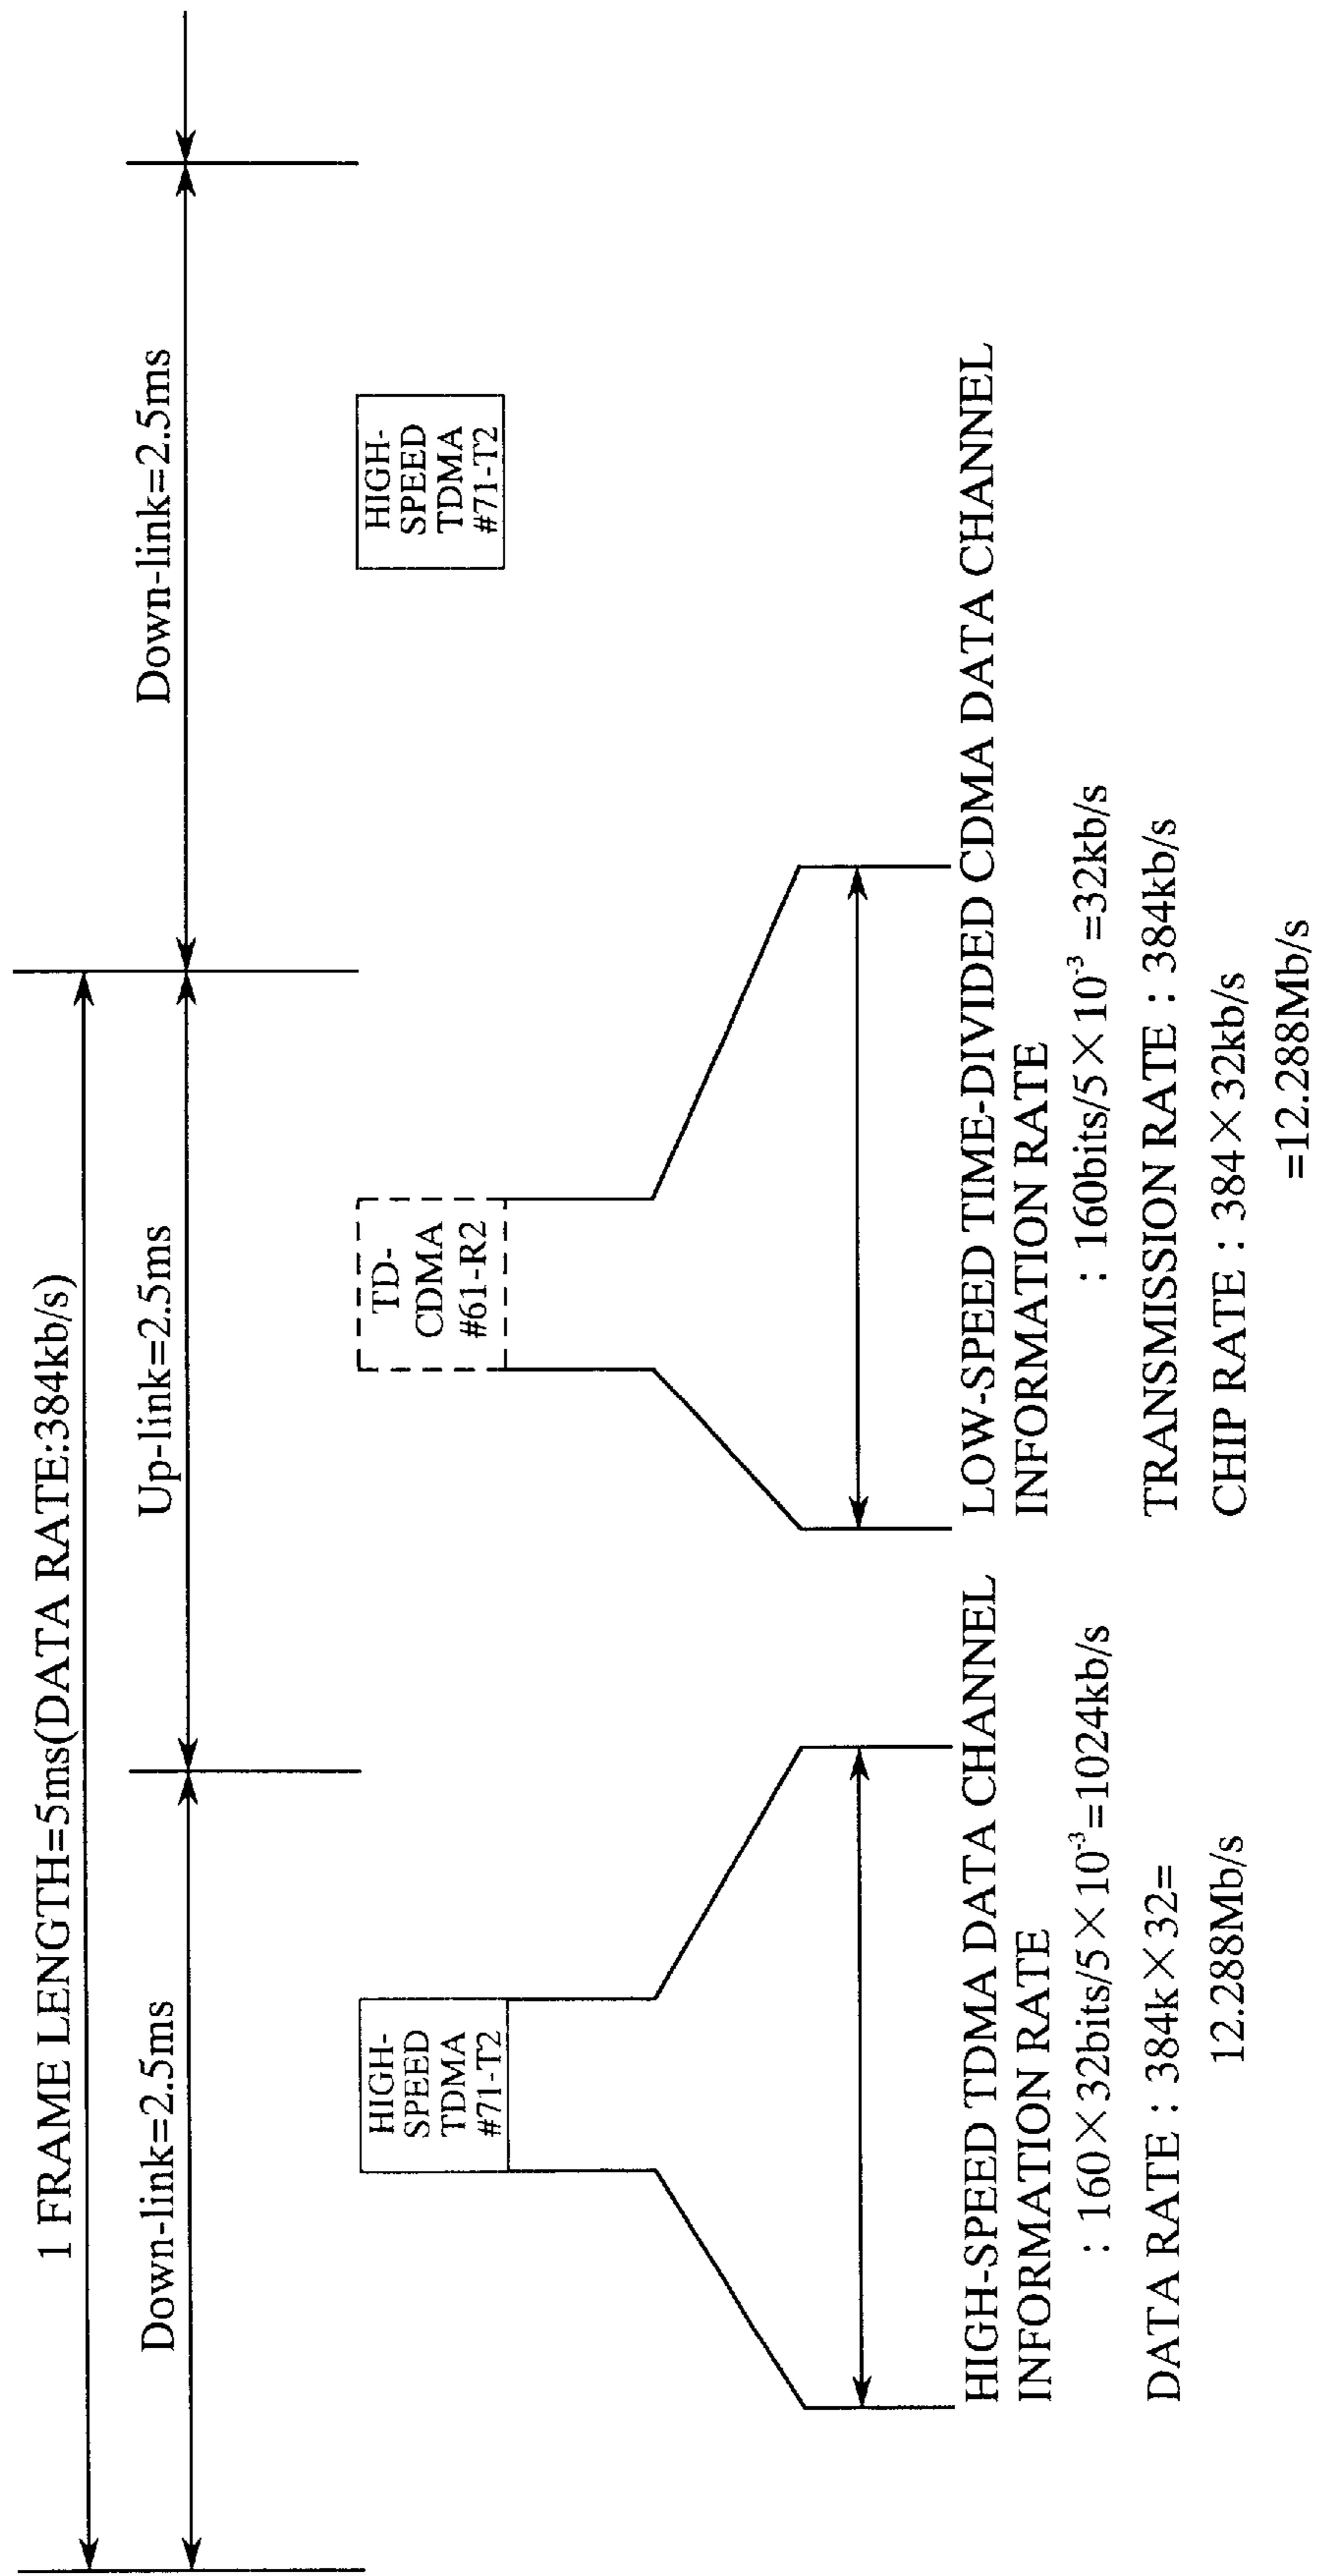 1 FRAME LENGTH=5ms(DATA RATE:384kb/s)
Down-link=2.5ms
Up-link=2.5ms
Down-link=2.5ms
HIGH-
SPEED
TDMA
#71-T2
TD-
CDMA
#61-R2
HIGH-
SPEED
TDMA
#71-T2
HIGH-SPEED TDMA DATA CHANNEL
INFORMATION RATE
: 160×32bits/5×10⁻³=1024kb/s
DATA RATE : 384k×32=
12.288Mb/s
LOW-SPEED TIME-DIVIDED CDMA DATA CHANNEL
INFORMATION RATE
: 160bits/5×10⁻³ =32kb/s
TRANSMISSION RATE : 384kb/s
CHIP RATE : 384×32kb/s
=12.288Mb/s